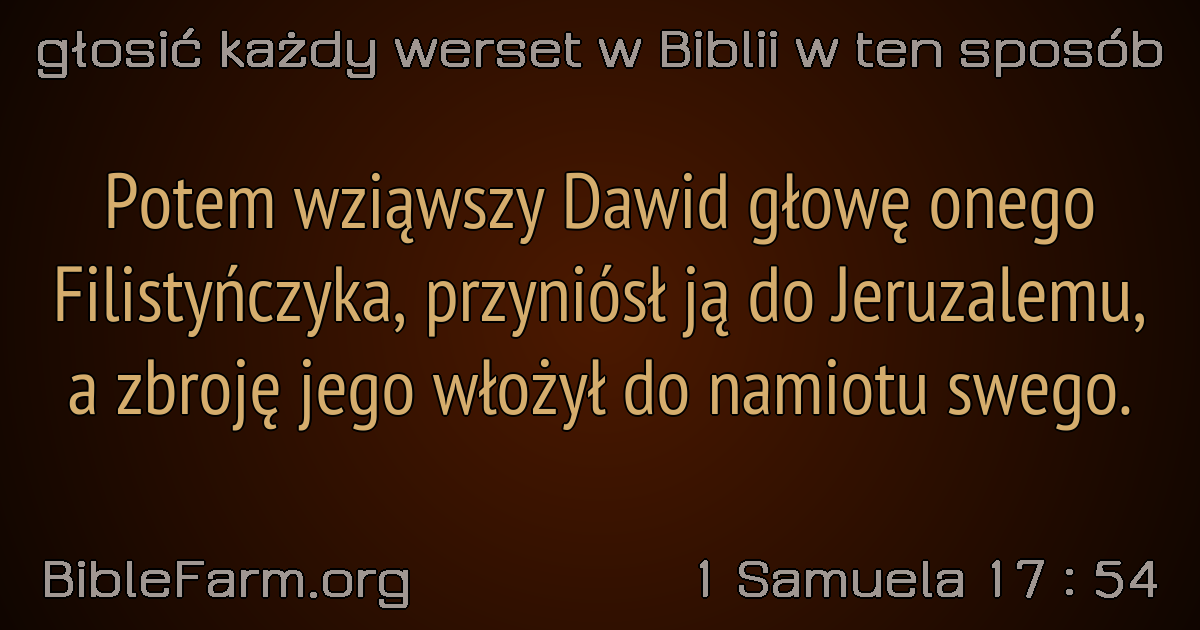 głosić każdy werset w Biblii w ten sposób
Potem wziąwszy Dawid głowę onego
Filistyńczyka, przyniósł ją do Jeruzalemu,
a zbroję jego włożył do namiotu swego.
BibleFarm.org
1 Samuela 17 : 54